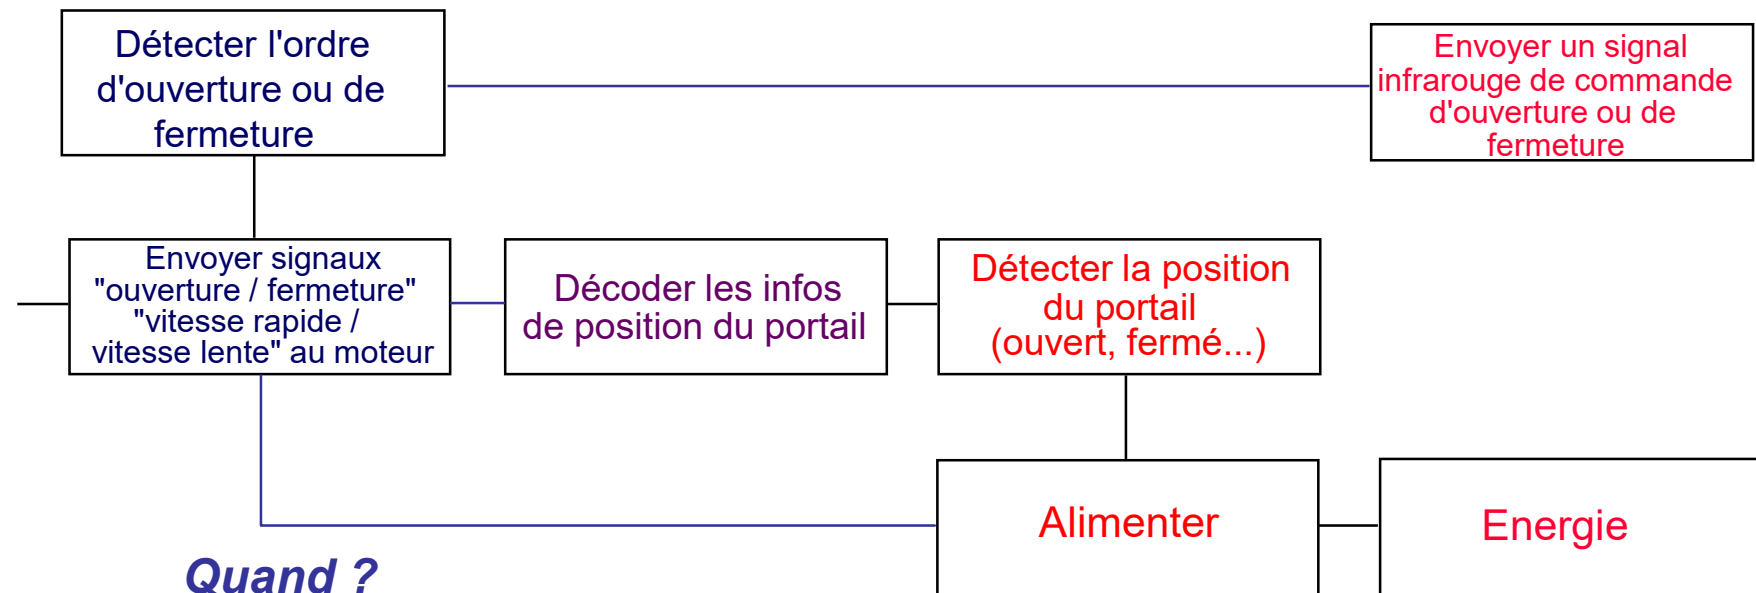 Détecter l'ordre
d'ouverture ou de
fermeture
Envoyer un signal
infrarouge de commande
d'ouverture ou de
fermeture
Envoyer signaux
"ouverture / fermeture"
"vitesse rapide /
vitesse lente" au moteur
Décoder les infos
de position du portail
Détecter la position
du portail
(ouvert, fermé...)
Alimenter
Energie
Quand ?